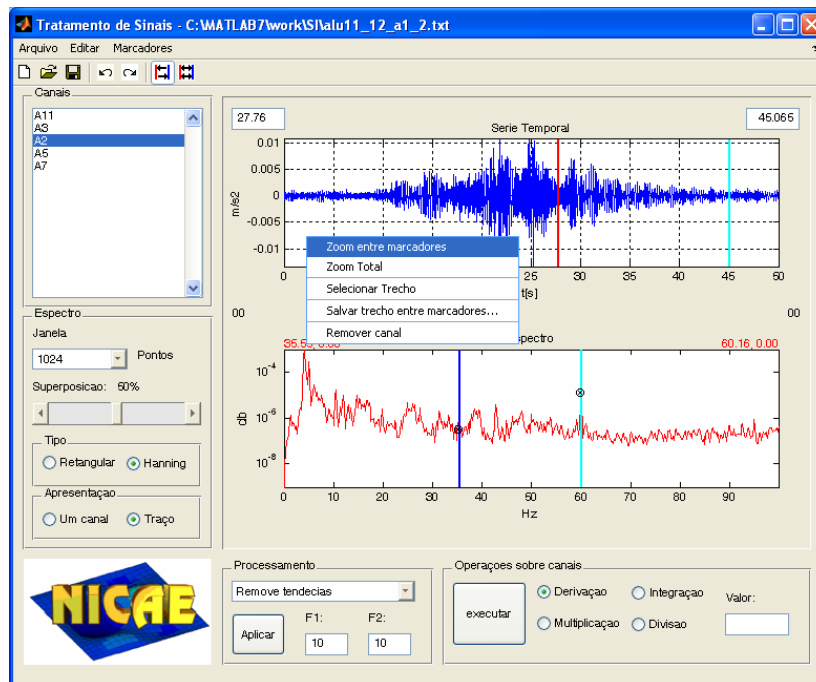 Tratamento de Sinais - C:\MATLAB7\work\SI\alu11_12_a1_2.txt
Arquivo Editar Marcadores
Canais
A11
A3
A2
A5
A7
27.76
45.065
Serie Temporal
0.01
0.005
0
-0.005
-0.01
m/s2
0 25 30 35 40 45 50
t[s]
Zoom entre marcadores
Zoom Total
Selecionar Trecho
Salvar trecho entre marcadores...
Remover canal
00 00
Espectro
Janela
1024 Pontos
Superposicao: 50%
Tipo
Retangular Hanning
Apresentaçao
Um canal Traço
pectro
60.16, 0.00
10-4
10-6
10-8
db
0 10 20 30 40 50 60 70 80 90
Hz
NICAE
Processamento
Remove tendecias
Aplicar
F1: F2:
10 10
Operaçoes sobre canais
executar
Derivaçao Integraçao
Multiplicaçao Divisao
Valor: